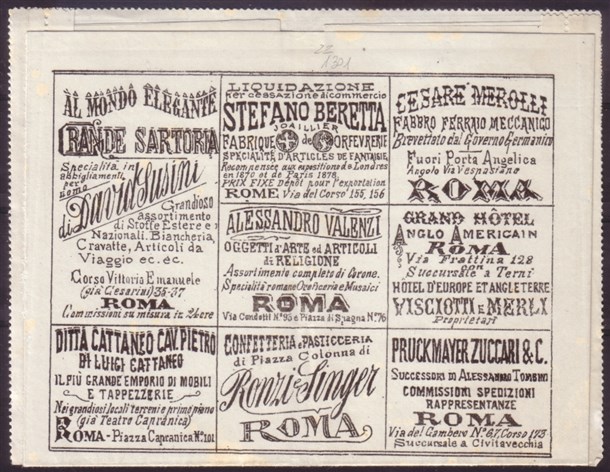 22
1301
AL MONDO ELEGANTE
GRANDE SARTORIA
Specialità in
abbigliamenti
per
uomo
di David Susini
Grandioso
assortimento
di Stoffe Estere e
Nazionali. Biancheria,
Cravatte, Articoli da
Viaggio ec. éc.
Corso Vittorio Emanuele
(già Cesarini) 35-37
ROMA
Commissioni su misura in 24 ore
LIQUIDAZIONE
per cessazione di commercio
STEFANO BERETTA
JOAILLIER
FABRIQUE de ORFEVRERIE
SPECIALITÉ D'ARTICLES DE FANTAISIE,
Recompensée aux expositions de Londres
en 1870 et de Paris 1878.
PRIX FIXE Dépôt pour l'exportation
ROME Via del Corso 155, 156
CESARE MEROLLI
FABBRO FERRAIO MECCANICO
Brevettato dal Governo Germanico
Fuori Porta Angelica
Angolo Via Vespasiano
ROMA
ALESSANDRO VALENZI
OGGETTI d'ARTE ed ARTICOLI
di RELIGIONE
Assortimento completo di Corone.
Specialità romane Oreficeria e Musaici
ROMA
Via Condotti N.º 93 e Piazza di Spagna N.º 76
GRAND HÔTEL
ANGLO AMERICAIN
ROMA
Via Frattina 128
con
Succursale a Terni
HÔTEL D'EUROPE ET ANGLETERRE
VISCIOTTI E MERLI
Proprietari
DITTA CATTANEO CAV. PIETRO
DI LUIGI CATTANEO
IL PIÙ GRANDE EMPORIO DI MOBILI
E TAPPEZZERIE
Nei grandiosi locali terreni e primo piano
(già Teatro Capranica)
ROMA - Piazza Capranica N.º 101
CONFETTERIA e PASTICCERIA
di Piazza Colonna di
Ronzi e Singer
ROMA
PRUCKMAYER ZUCCARI & C.
SUCCESSORI DI ALESSANDRO TOMBINI
COMMISSIONI SPEDIZIONI
RAPPRESENTANZE
ROMA
Via del Gambero N.º 67, Corso 173
Succursale a Civitavecchia